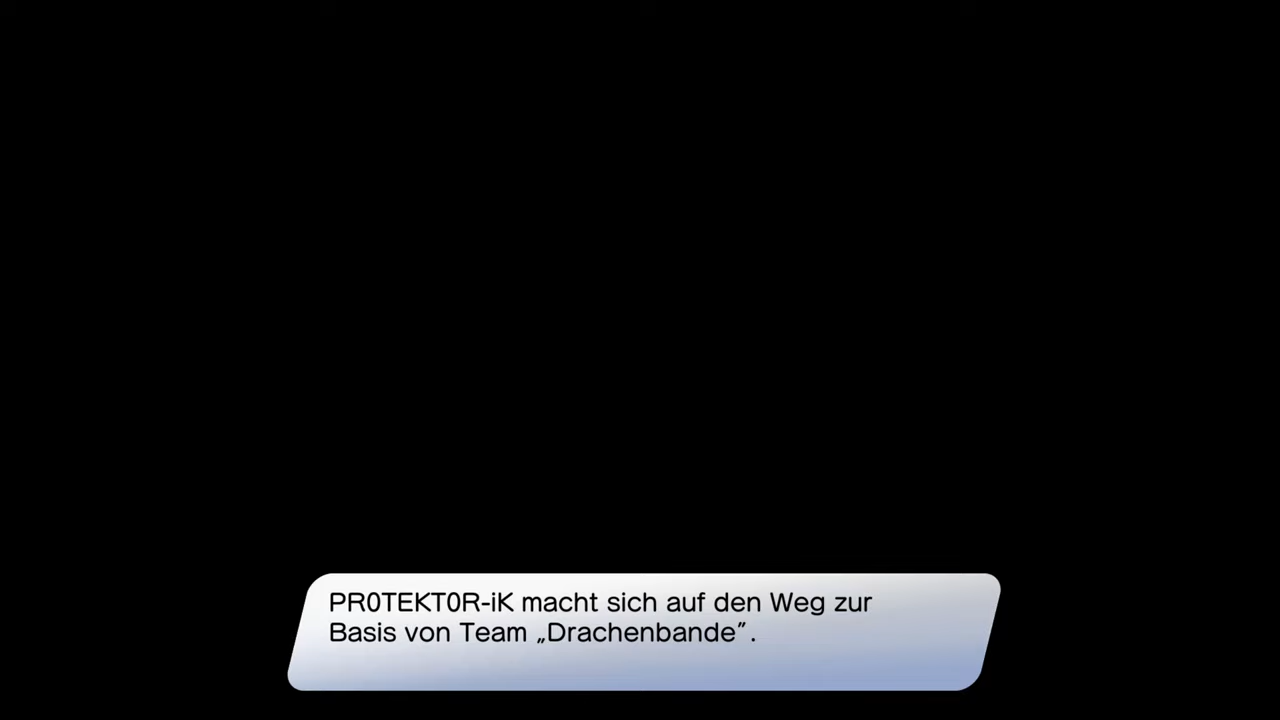 PR0TEKT0R-iK macht sich auf den Weg zur
Basis von Team „Drachenbande”.